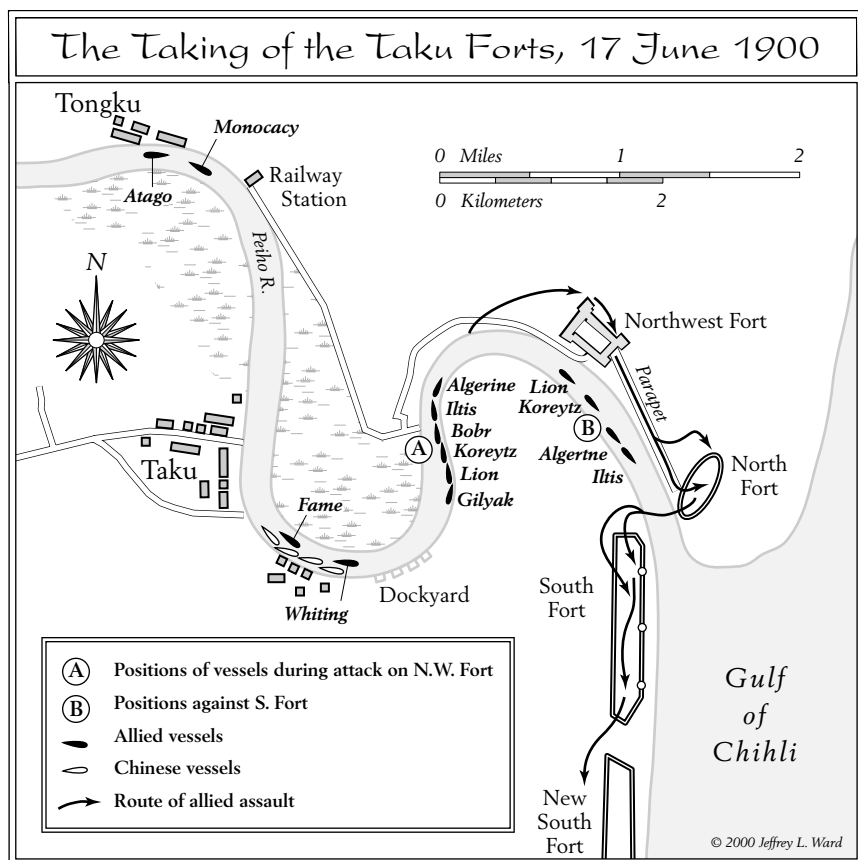 The Taking of the Taku Forts, 17 June 1900
Tongku
Monocacy
Atago
Railway
Station
0 Miles 1 2
0 Kilometers 2
Peiho R.
N
Northwest Fort
Parapet
Algerine
Iltis
Bobr
Koreytz
Lion
Gilyak
A
Lion
Koreytz
B
Algertne
Iltis
North
Fort
Taku
Fame
Whiting
Dockyard
South
Fort
Gulf
of
Chihli
New
South
Fort
A Positions of vessels during attack on N.W. Fort
B Positions against S. Fort
Allied vessels
Chinese vessels
Route of allied assault
© 2000 Jeffrey L. Ward